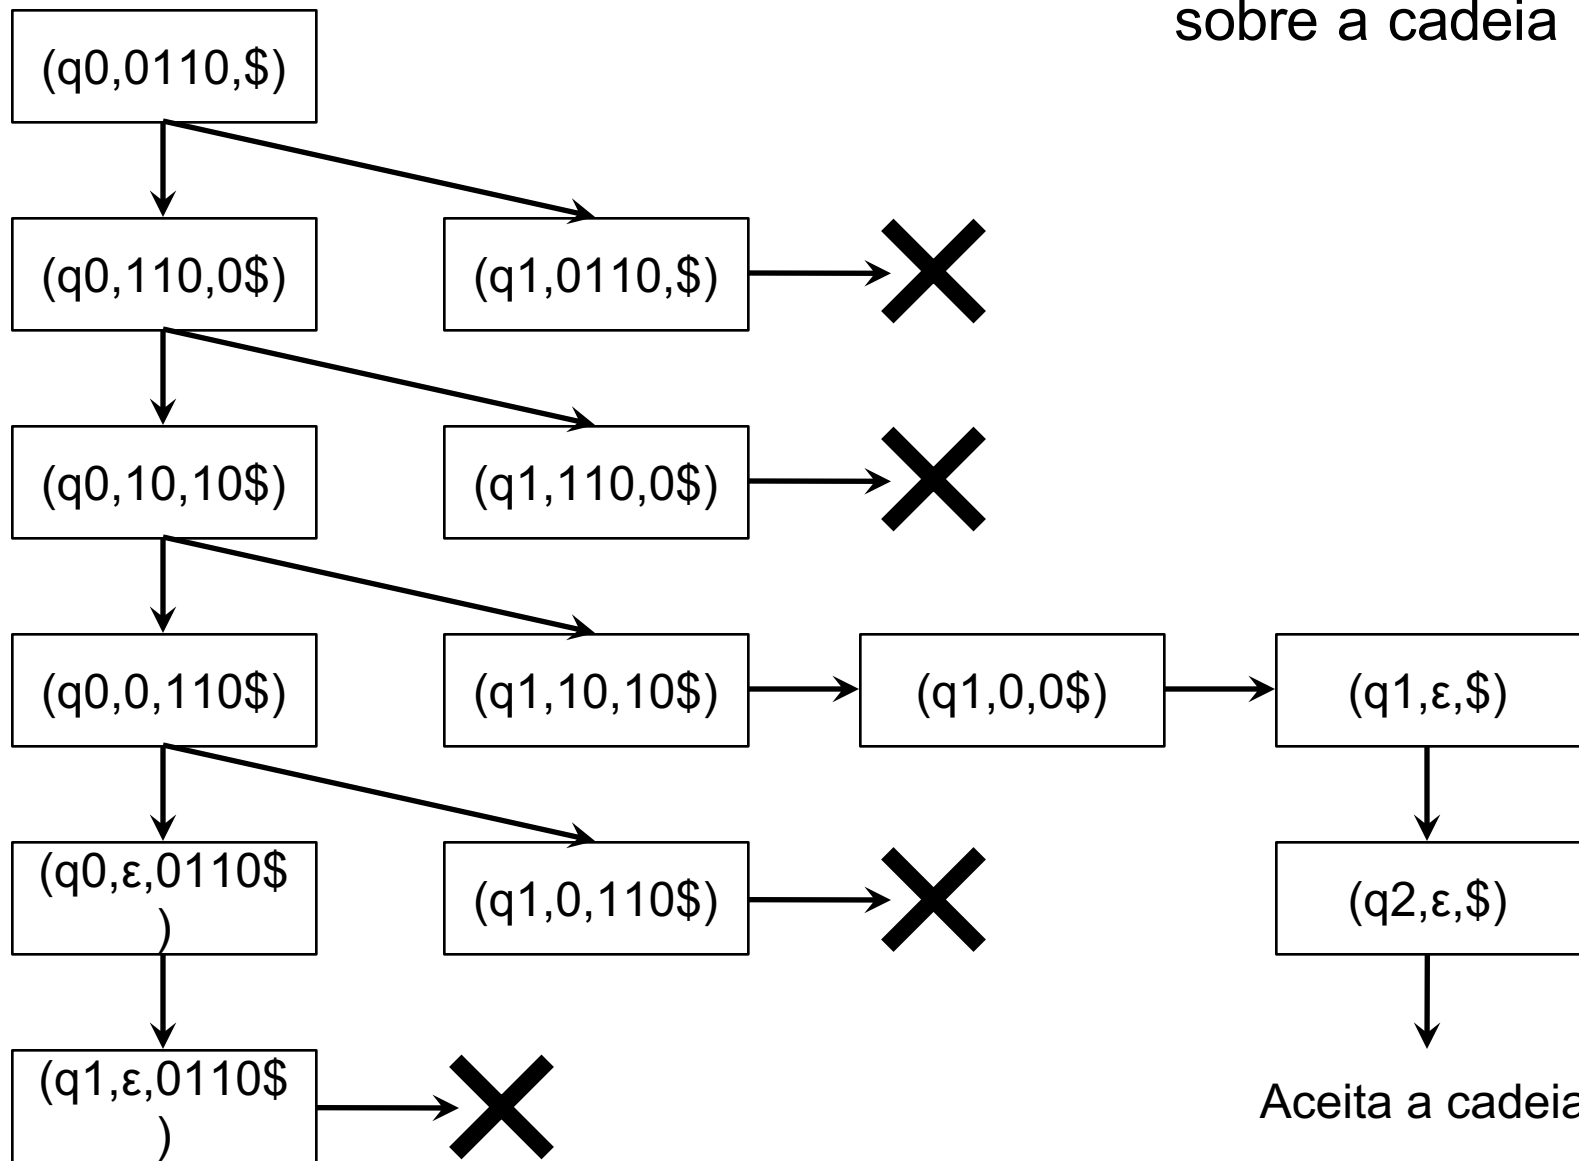 sobre a cadeia
(q0,0110,$)
(q0,110,0$)
(q1,0110,$)
(q0,10,10$)
(q1,110,0$)
(q0,0,110$)
(q1,10,10$)
(q1,0,0$)
(q1,ε,$)
(q0,ε,0110$
)
(q1,0,110$)
(q2,ε,$)
(q1,ε,0110$
)
Aceita a cadeia